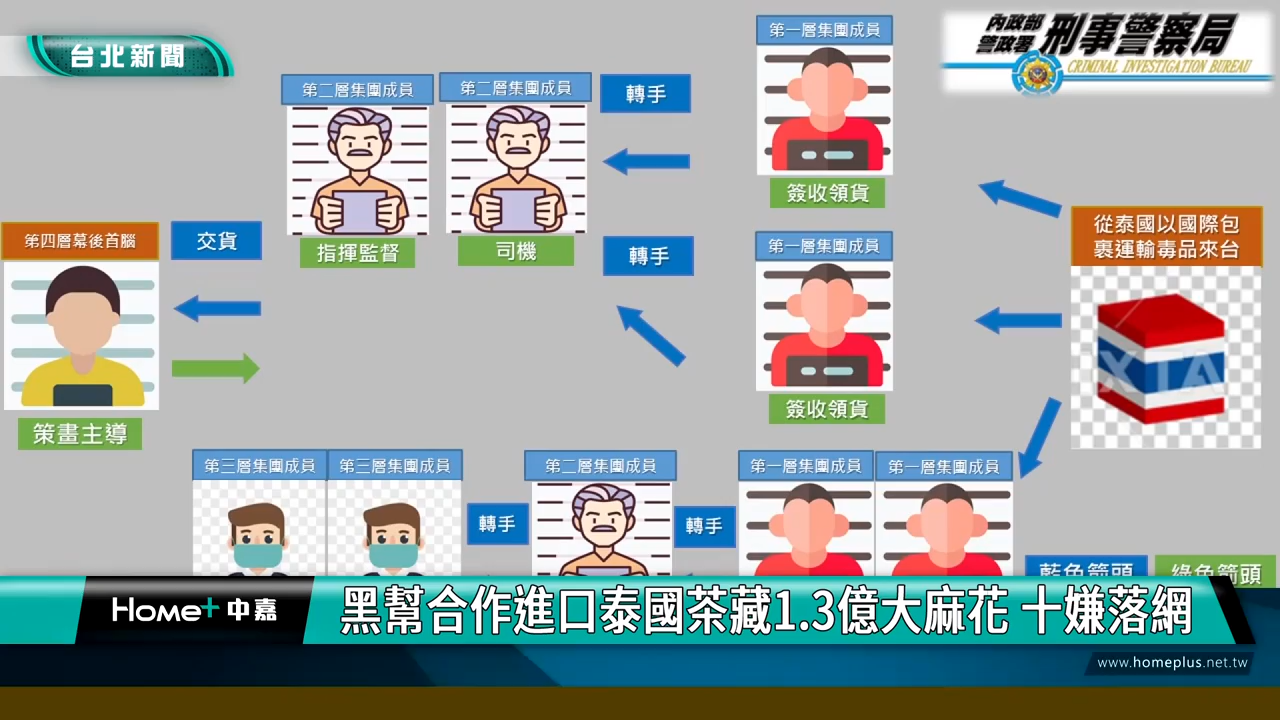 台北新聞
內政部
警政署
刑事警察局
CRIMINAL INVESTIGATION BUREAU
第一層集團成員
簽收領貨
第二層集團成員
指揮監督
第二層集團成員
司機
轉手
第四層幕後首腦
策畫主導
交貨
轉手
第一層集團成員
簽收領貨
從泰國以國際包
裹運輸毒品來台
第三層集團成員
第三層集團成員
轉手
第二層集團成員
轉手
第一層集團成員
第一層集團成員
藍色箭頭
綠色箭頭
Home+ 中嘉
黑幫合作進口泰國茶藏1.3億大麻花 十嫌落網
www.homeplus.net.tw